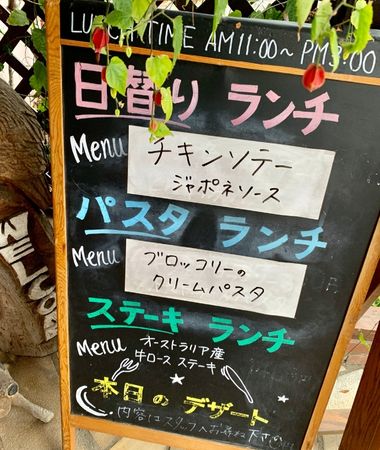 LUNCH TIME AM11:00～PM3:00
日替り ランチ
Menu
チキンソテー
ジャポネソース
パスタ ランチ
Menu
ブロッコリーの
クリームパスタ
ステーキ ランチ
Menu
オーストラリア産
牛ロース ステーキ
本日の デザート
内容はスタッフへお尋ね下さい
WELCO